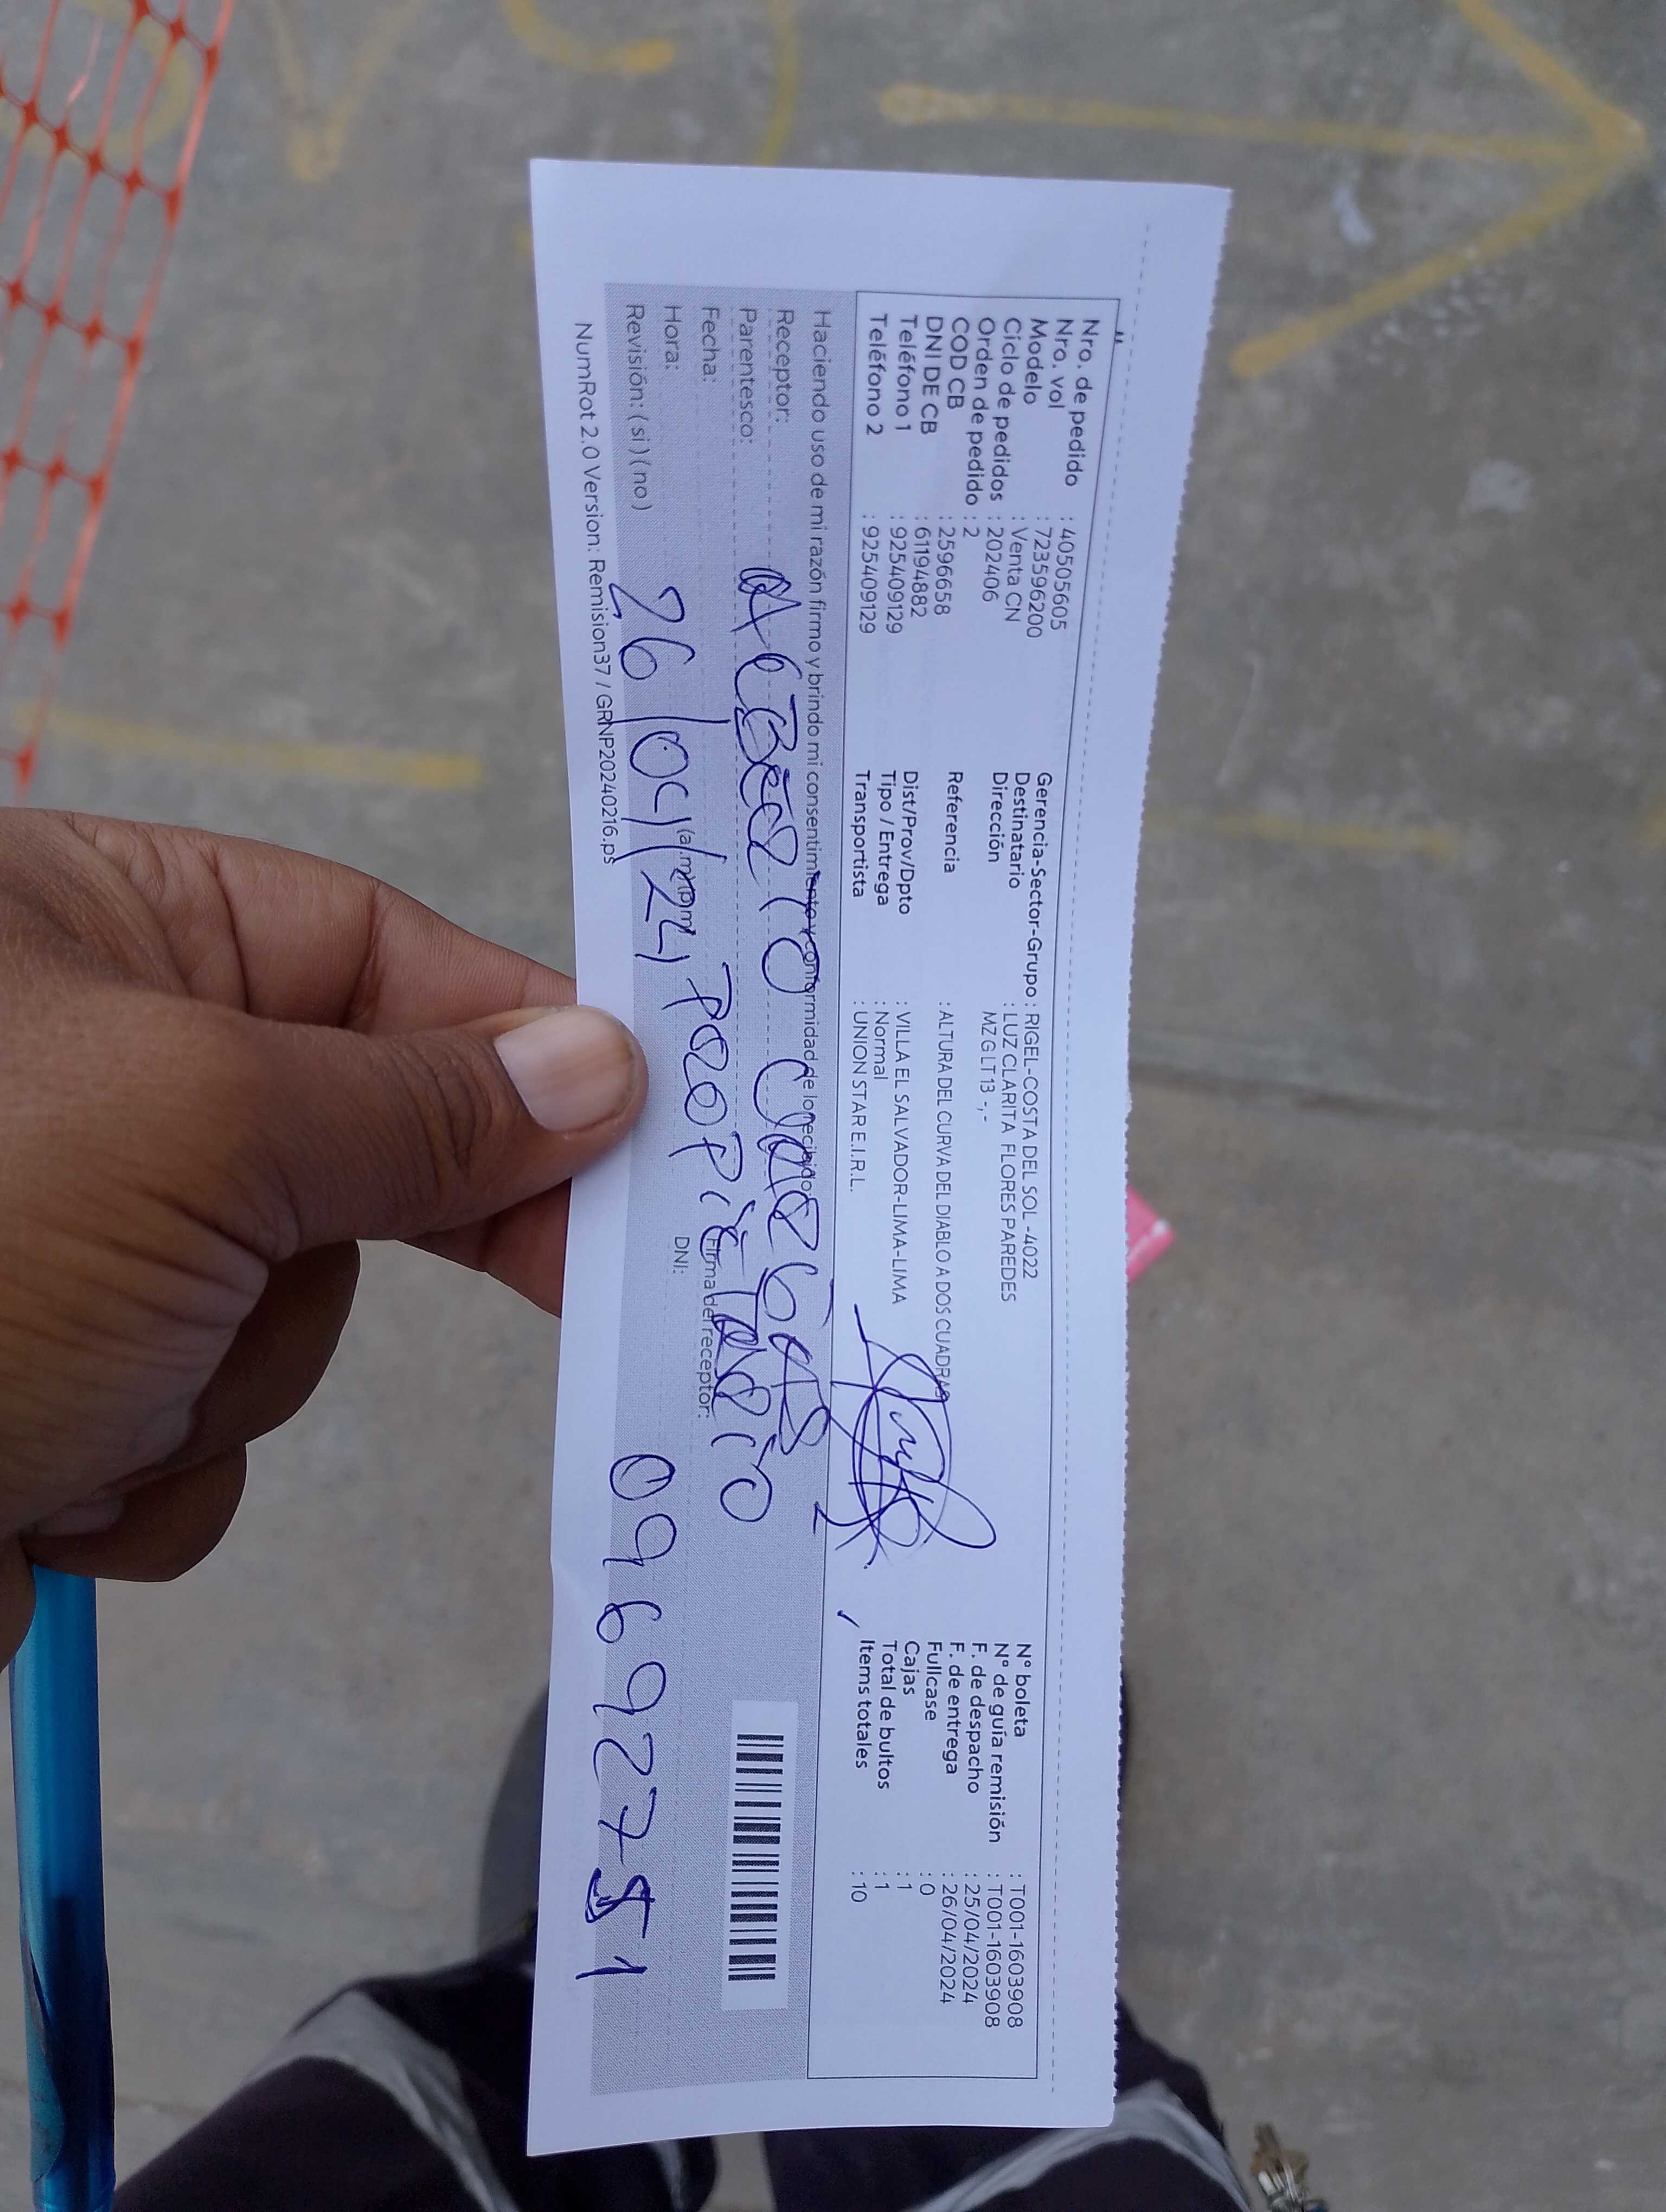 Nro. de pedido : 40505605
Nro. vol : 723596200
Modelo : Venta CN
Ciclo de pedidos : 202406
Orden de pedido : 2
COD CB : 2596658
DNI DE CB : 61194882
Teléfono 1 : 925409129
Teléfono 2 : 925409129
Gerencia-Sector-Grupo : RIGEL-COSTA DEL SOL -4022
Destinatario : LUZ CLARITA FLORES PAREDES
Dirección MZ G LT 13 -,-
Referencia : ALTURA DEL CURVA DEL DIABLO A DOS CUADRAS
Dist/Prov/Dpto : VILLA EL SALVADOR-LIMA-LIMA
Tipo / Entrega : Normal
Transportista : UNION STAR E.I.R.L.
N° boleta : T001-1603908
N° de guía remisión : T001-1603908
F. de despacho : 25/04/2024
F. de entrega : 26/04/2024
Fullcase : 0
Cajas : 1
Total de bultos : 1
Items totales : 10
Haciendo uso de mi razón firmo y brindo mi consentimiento y conformidad de lo recibido.
Receptor:
Parentesco:
Fecha:
Hora: (a.m)(p.m)
Revisión: (si) (no)
Firma del receptor:
DNI:
PROPIETARIO
09692751
NumRot 2.0 Version: Remision37 / GRNP20240216.ps